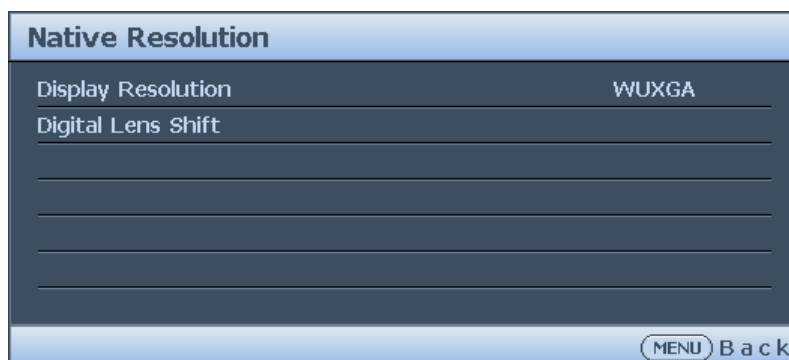 Native Resolution
Display Resolution WUXGA
Digital Lens Shift
MENU Back